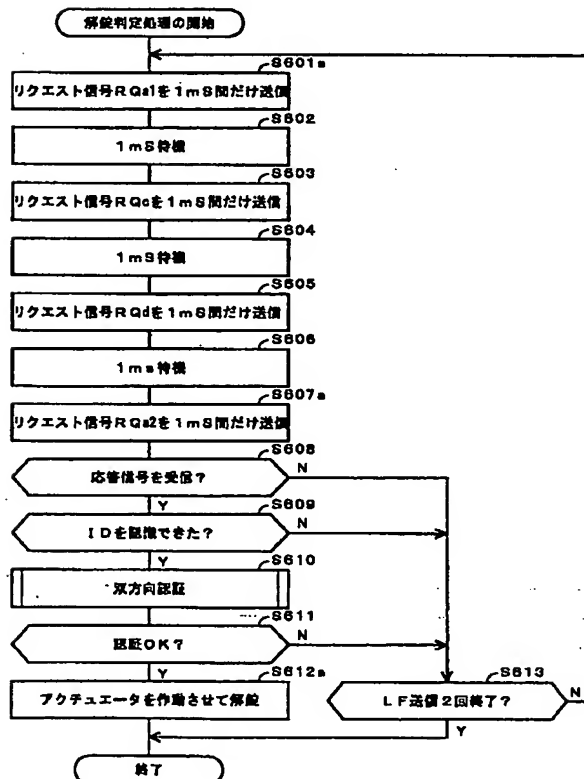 解錠判定処理の開始
S601a
リクエスト信号RQa1を1mS間だけ送信
S602
1mS待機
S603
リクエスト信号RQcを1mS間だけ送信
S604
1mS待機
S605
リクエスト信号RQdを1mS間だけ送信
S606
1ms待機
S607a
リクエスト信号RQa2を1mS間だけ送信
S608
応答信号を受信?
N
Y
S609
IDを認識できた?
N
Y
S610
双方向認証
S611
認証OK?
N
Y
S612a
アクチュエータを作動させて解錠
S613
LF送信2回終了?
N
Y
終了